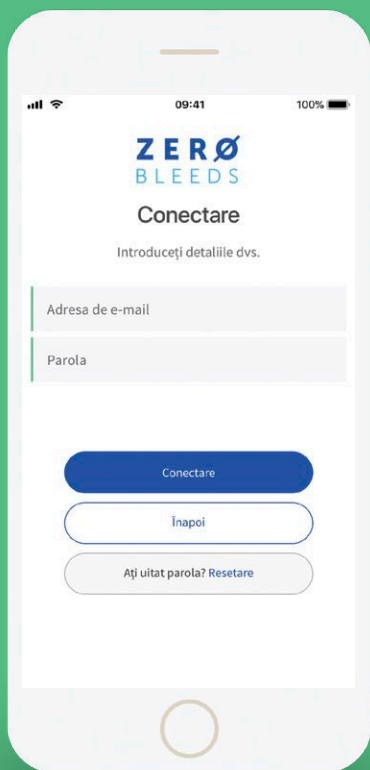 09:41
100%
ZERØ
BLEEDS
Conectare
Introduceți detaliile dvs.
Adresa de e-mail
Parola
Conectare
Înapoi
Ați uitat parola? Resetare